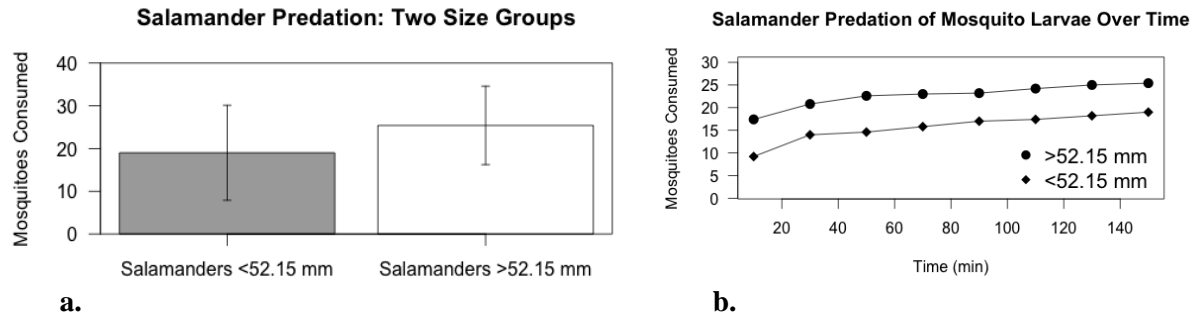 Salamander Predation: Two Size Groups
Mosquitoes Consumed
40
30
20
10
0
Salamanders <52.15 mm
Salamanders >52.15 mm
a.
Salamander Predation of Mosquito Larvae Over Time
Mosquitoes Consumed
30
25
20
15
10
5
0
>52.15 mm
<52.15 mm
20 40 60 80 100 120 140
Time (min)
b.